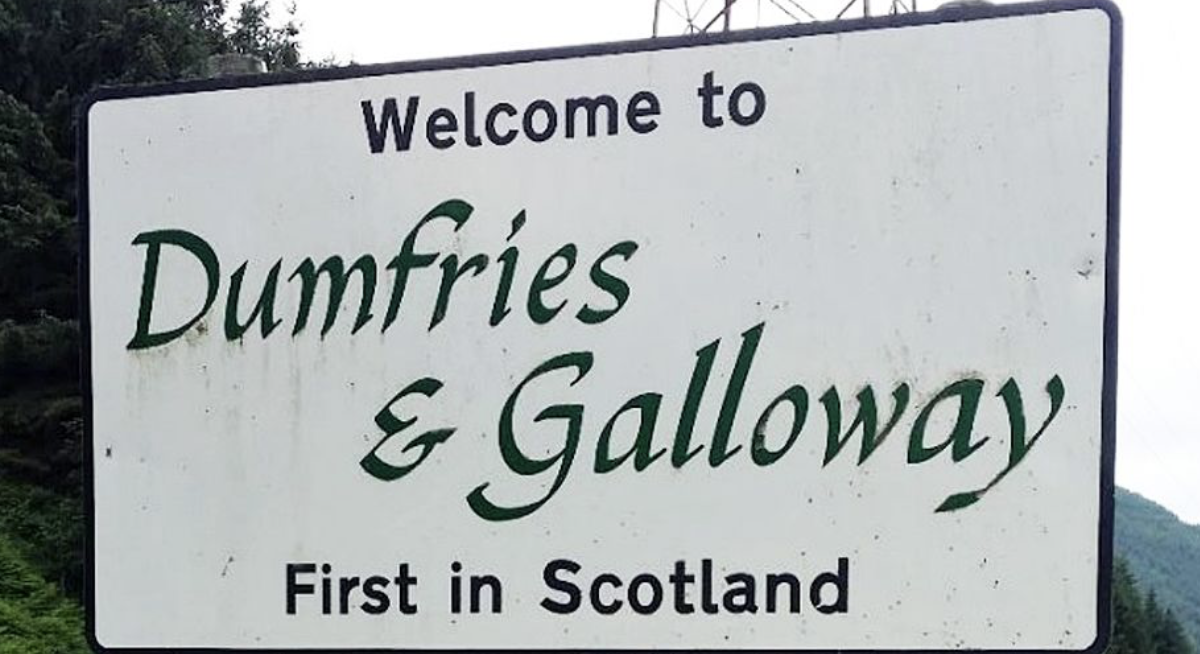 Welcome to
Dumfries
& Galloway
First in Scotland